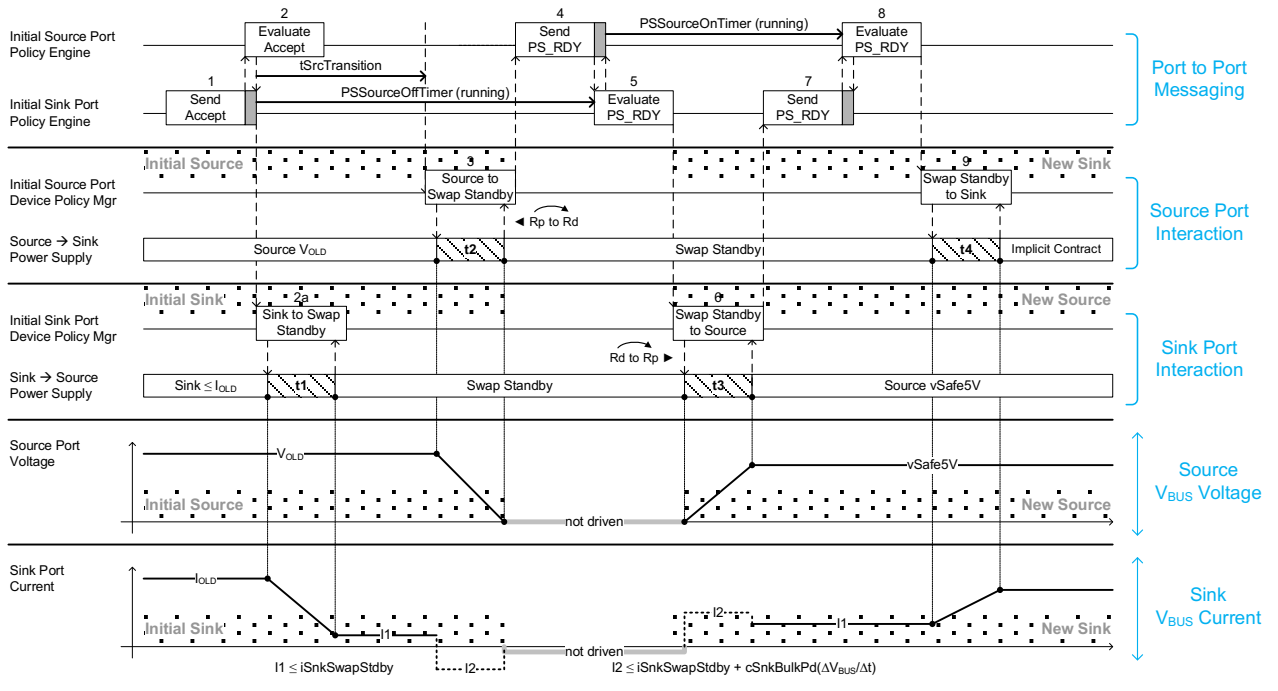 2
4
8
Initial Source Port
Policy Engine
Evaluate
Accept
Send
PS_RDY
PSSourceOnTimer (running)
Evaluate
PS_RDY
tSrcTransition
1
5
7
Port to Port
Messaging
Initial Sink Port
Policy Engine
Send
Accept
PSSourceOffTimer (running)
Evaluate
PS_RDY
Send
PS_RDY
Initial Source
3
9
New Sink
Initial Source Port
Device Policy Mgr
Source to
Swap Standby
Swap Standby
to Sink
Rp to Rd
Source Port
Interaction
Source → Sink
Power Supply
Source VOLD
t2
Swap Standby
t4
Implicit Contract
Initial Sink
2a
6
New Source
Initial Sink Port
Device Policy Mgr
Sink to Swap
Standby
Swap Standby
to Source
Rd to Rp
Sink Port
Interaction
Sink → Source
Power Supply
Sink ≤ IOLD
t1
Swap Standby
t3
Source vSafe5V
Source Port
Voltage
VOLD
vSafe5V
Source
VBUS Voltage
Initial Source
New Source
not driven
Sink Port
Current
IOLD
I2
Sink
VBUS Current
Initial Sink
I1
I1
New Sink
not driven
I1 ≤ iSnkSwapStdby
I2
I2 ≤ iSnkSwapStdby + cSnkBulkPd(ΔVBUS/Δt)